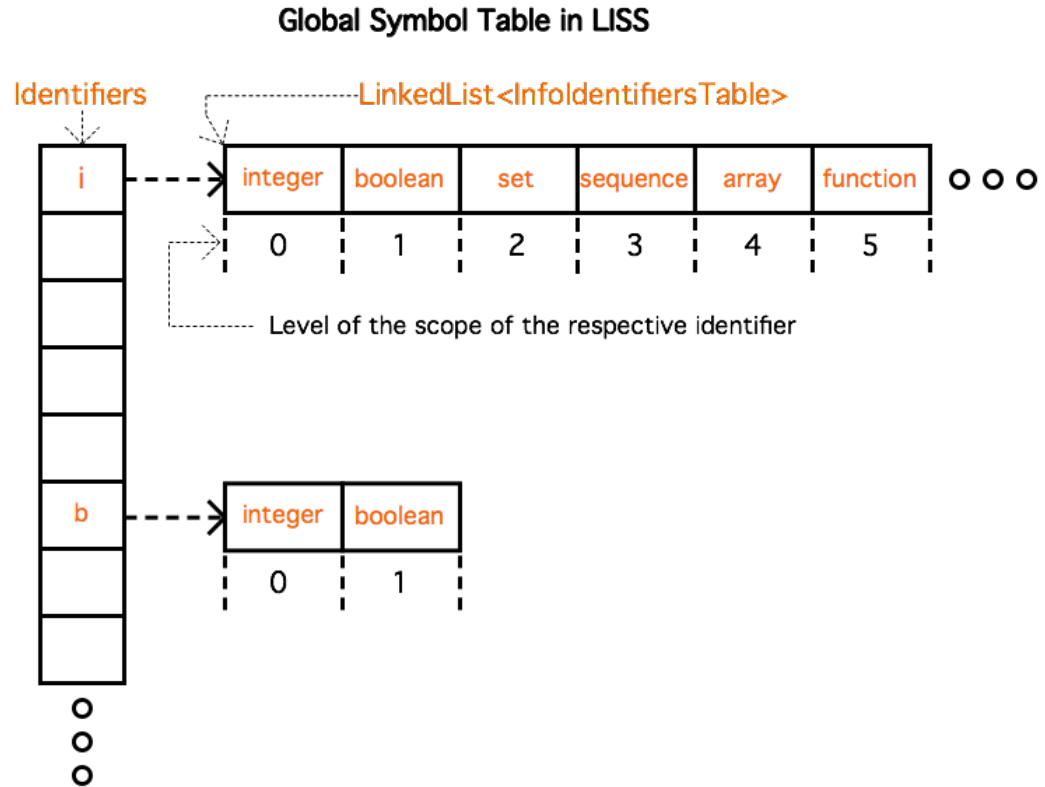 Global Symbol Table in LISS
Identifiers
LinkedList<InfoIdentifiersTable>
i integer boolean set sequence array function
0 1 2 3 4 5
Level of the scope of the respective identifier
b integer boolean
0 1